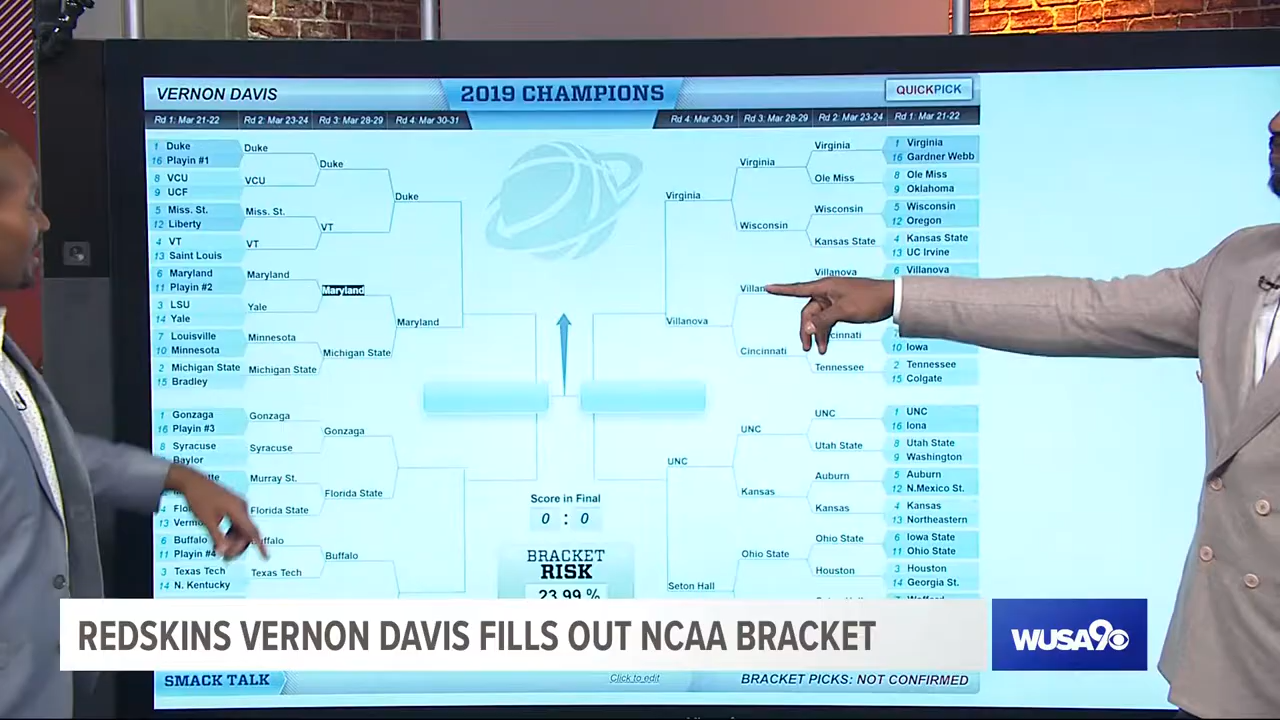 VERNON DAVIS
2019 CHAMPIONS
QUICKPICK
Rd 1: Mar 21-22
Rd 2: Mar 23-24
Rd 3: Mar 28-29
Rd 4: Mar 30-31
Rd 4: Mar 30-31
Rd 3: Mar 28-29
Rd 2: Mar 23-24
Rd 1: Mar 21-22
1 Duke
16 Playin #1
8 VCU
9 UCF
5 Miss. St.
12 Liberty
4 VT
13 Saint Louis
6 Maryland
11 Playin #2
3 LSU
14 Yale
7 Louisville
10 Minnesota
2 Michigan State
15 Bradley
Duke
VCU
Miss. St.
VT
Maryland
Yale
Minnesota
Michigan State
Duke
VT
Maryland
Michigan State
Duke
Maryland
1 Gonzaga
16 Playin #3
8 Syracuse
Baylor
4
13
6 Buffalo
11 Playin #4
3 Texas Tech
14 N. Kentucky
Gonzaga
Syracuse
Murray St.
Florida State
Texas Tech
Gonzaga
Florida State
Buffalo
Virginia
Villanova
Virginia
Wisconsin
Cincinnati
Virginia
Ole Miss
Wisconsin
Kansas State
Villanova
Tennessee
1 Virginia
16 Gardner Webb
8 Ole Miss
9 Oklahoma
5 Wisconsin
12 Oregon
4 Kansas State
13 UC Irvine
6 Villanova
10 Iowa
2 Tennessee
15 Colgate
UNC
Seton Hall
UNC
Kansas
Ohio State
UNC
Utah State
Auburn
Kansas
Ohio State
Houston
1 UNC
16 Iona
8 Utah State
9 Washington
5 Auburn
12 N.Mexico St.
4 Kansas
13 Northeastern
6 Iowa State
11 Ohio State
3 Houston
14 Georgia St.
Score in Final
0 : 0
BRACKET
RISK
23.99 %
REDSKINS VERNON DAVIS FILLS OUT NCAA BRACKET
WUSA9
SMACK TALK
Click to edit
BRACKET PICKS: NOT CONFIRMED